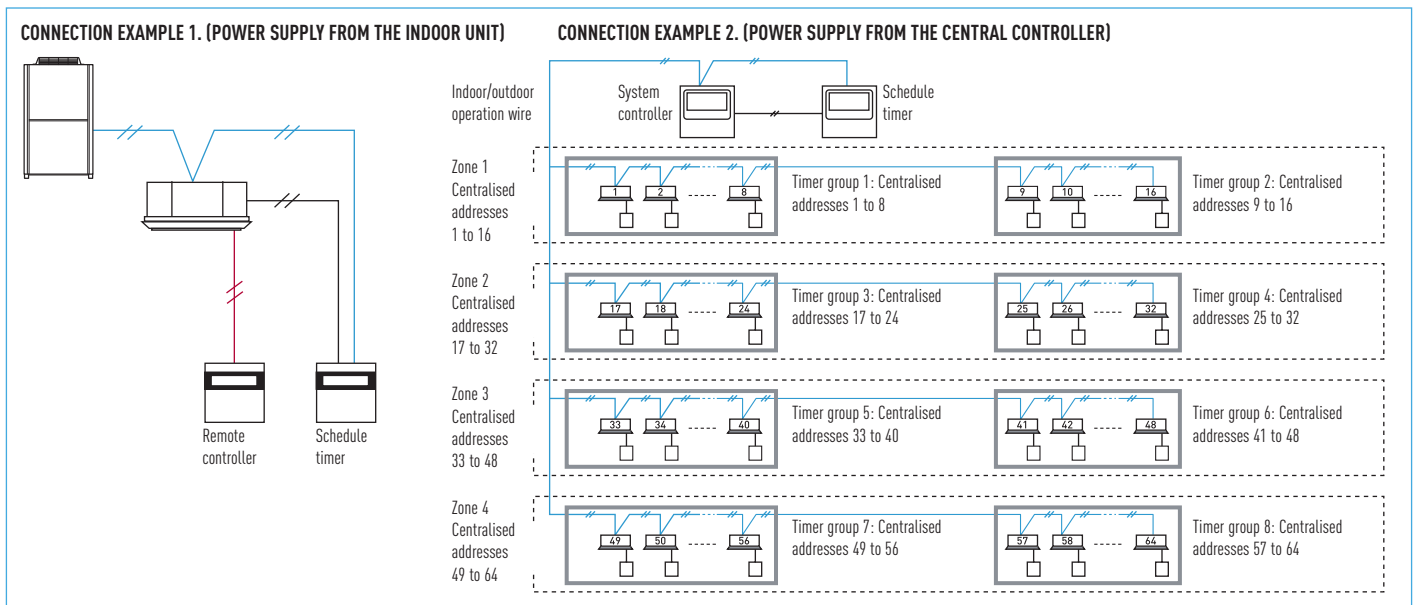 CONNECTION EXAMPLE 1. (POWER SUPPLY FROM THE INDOOR UNIT)
Remote
controller
Schedule
timer
CONNECTION EXAMPLE 2. (POWER SUPPLY FROM THE CENTRAL CONTROLLER)
Indoor/outdoor
operation wire
System
controller
Schedule
timer
Zone 1
Centralised
addresses
1 to 16
1 2 8
Timer group 1: Centralised
addresses 1 to 8
9 10 16
Timer group 2: Centralised
addresses 9 to 16
Zone 2
Centralised
addresses
17 to 32
17 18 24
Timer group 3: Centralised
addresses 17 to 24
25 26 32
Timer group 4: Centralised
addresses 25 to 32
Zone 3
Centralised
addresses
33 to 48
33 34 40
Timer group 5: Centralised
addresses 33 to 40
41 42 48
Timer group 6: Centralised
addresses 41 to 48
Zone 4
Centralised
addresses
49 to 64
49 50 56
Timer group 7: Centralised
addresses 49 to 56
57 58 64
Timer group 8: Centralised
addresses 57 to 64